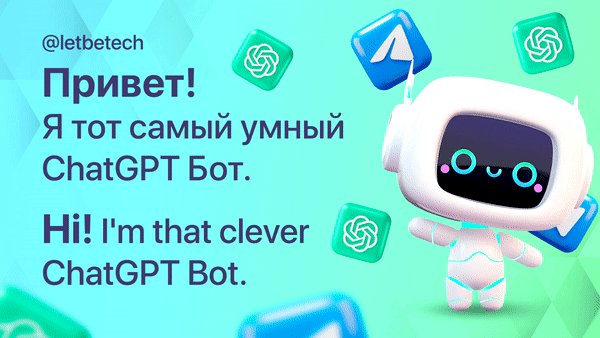 @letbetech
Привет!
Я тот самый умный
ChatGPT Бот.
Hi! I'm that clever
ChatGPT Bot.